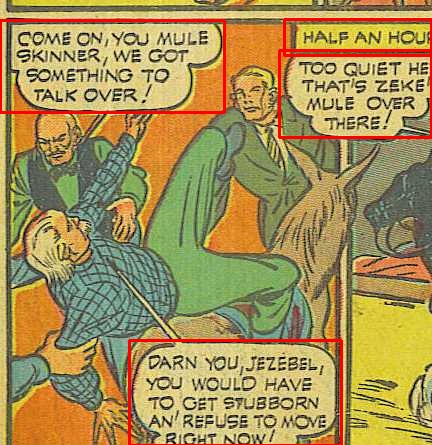 COME ON, YOU MULE
SKINNER, WE GOT
SOMETHING TO
TALK OVER!
DARN YOU, JEZEBEL,
YOU WOULD HAVE
TO GET STUBBORN
AN' REFUSE TO MOVE
RIGHT NOW!
HALF AN HOUR
TOO QUIET HE
THAT'S ZEKE'
MULE OVER
THERE!